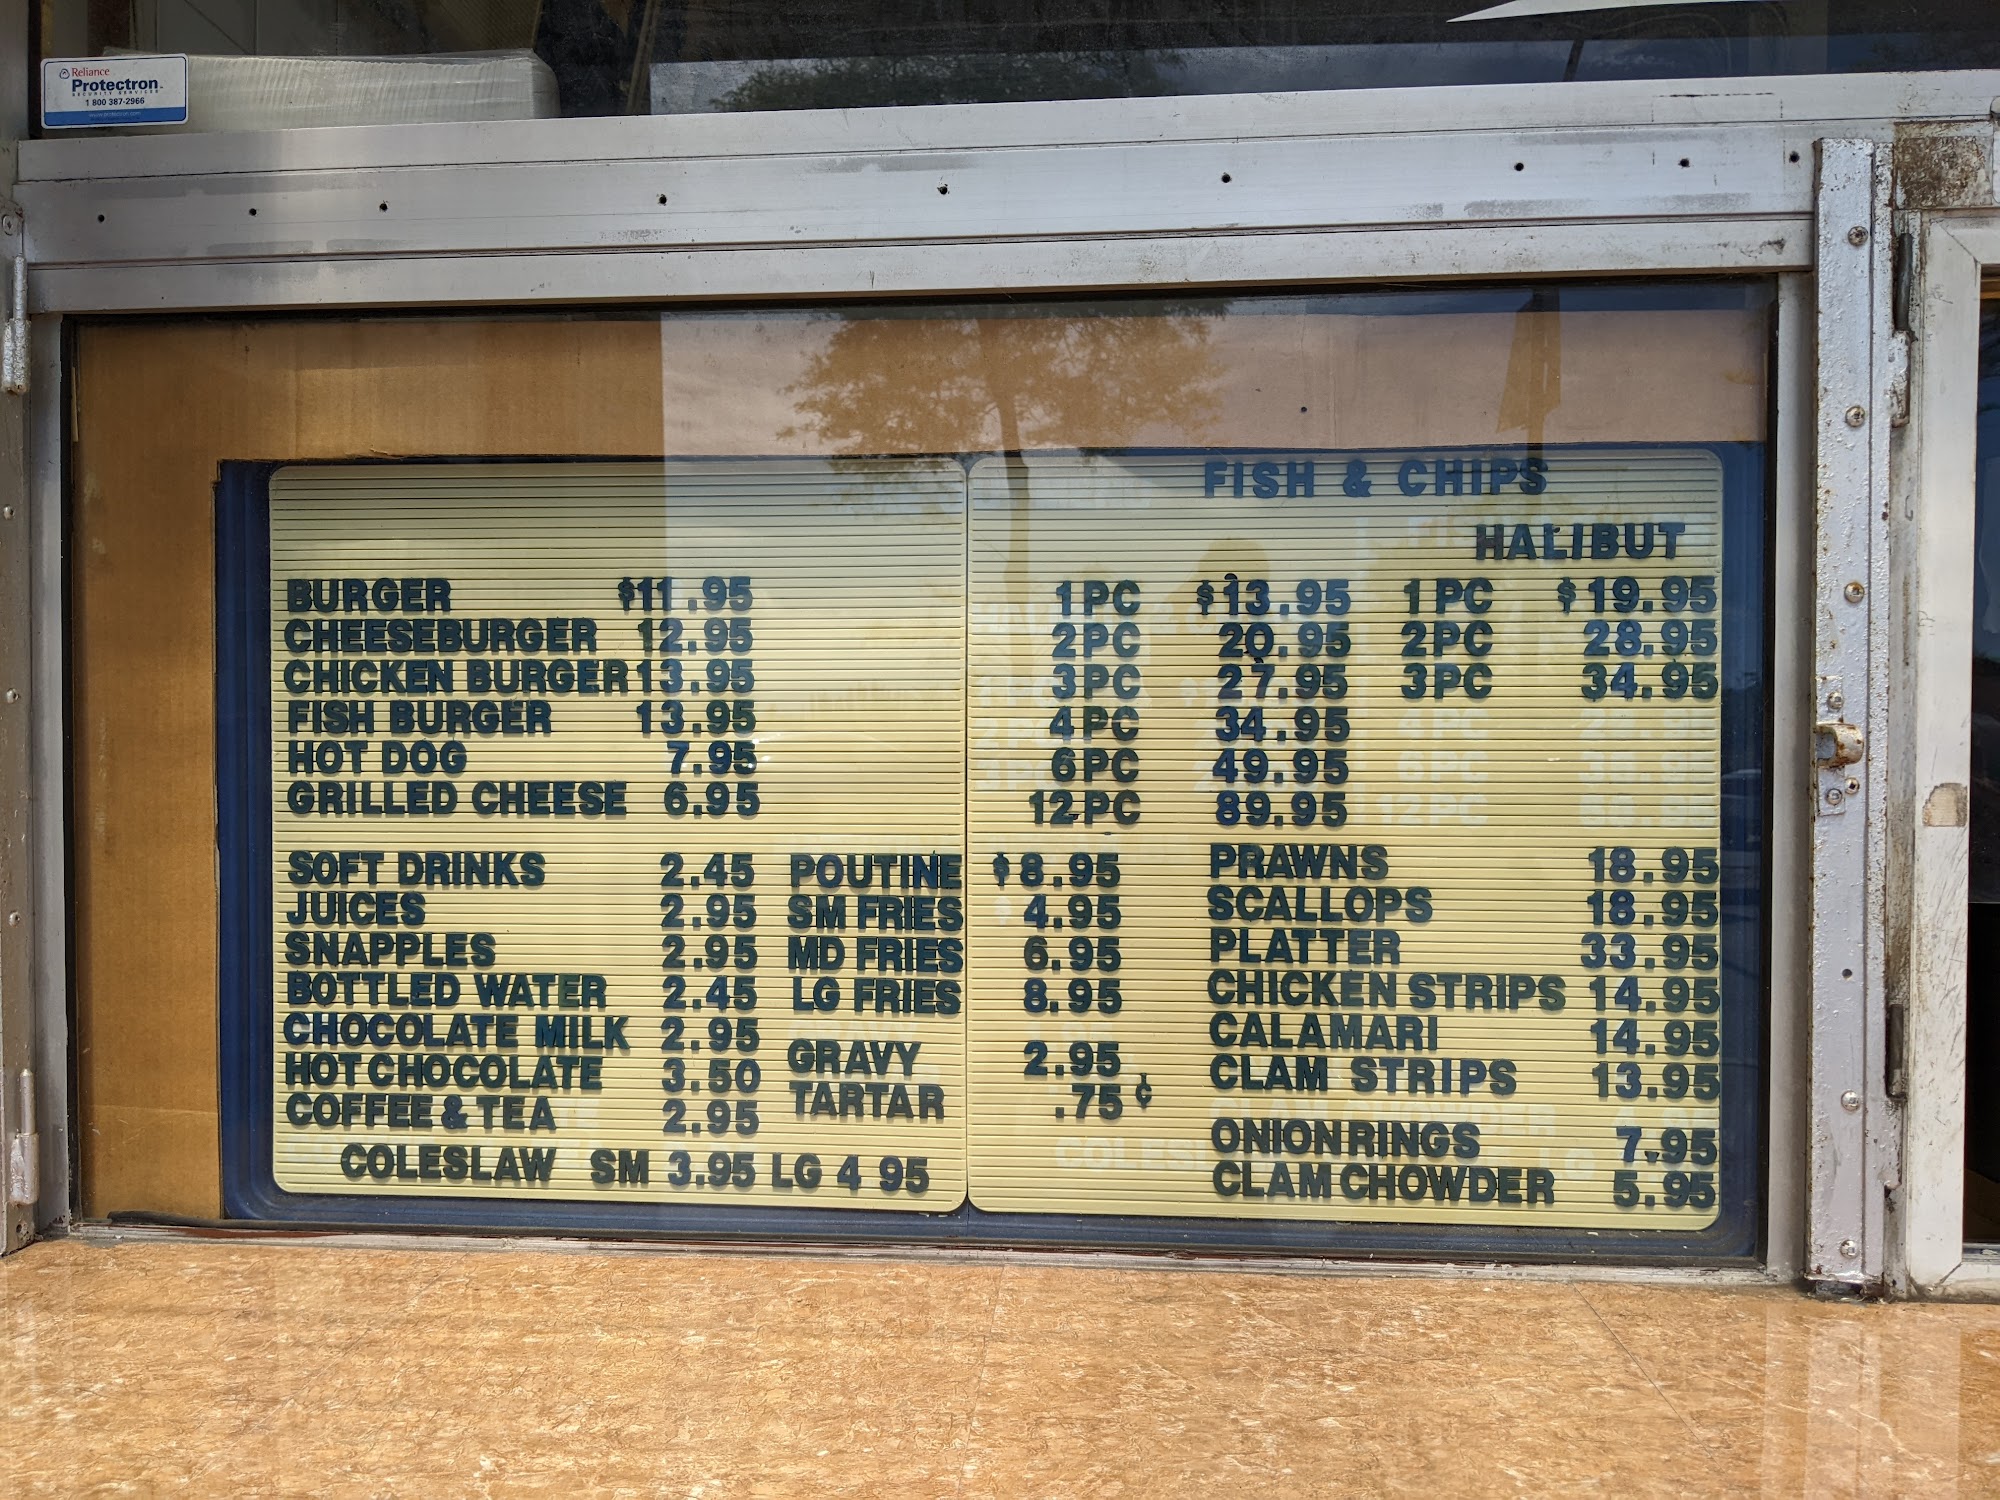 Reliance
Protectron
SECURITY SERVICES
1 800 387-2966
www.protectron.com
BURGER $11.95
CHEESEBURGER 12.95
CHICKEN BURGER 13.95
FISH BURGER 13.95
HOT DOG 7.95
GRILLED CHEESE 6.95
SOFT DRINKS 2.45
JUICES 2.95
SNAPPLES 2.95
BOTTLED WATER 2.45
CHOCOLATE MILK 2.95
HOT CHOCOLATE 3.50
COFFEE & TEA 2.95
POUTINE $8.95
SM FRIES 4.95
MD FRIES 6.95
LG FRIES 8.95
GRAVY 2.95
TARTAR .75¢
COLESLAW SM 3.95 LG 4 95
FISH & CHIPS
HALIBUT
1PC $13.95 1PC $19.95
2PC 20.95 2PC 28.95
3PC 27.95 3PC 34.95
4PC 34.95
6PC 49.95
12PC 89.95
PRAWNS 18.95
SCALLOPS 18.95
PLATTER 33.95
CHICKEN STRIPS 14.95
CALAMARI 14.95
CLAM STRIPS 13.95
ONION RINGS 7.95
CLAM CHOWDER 5.95